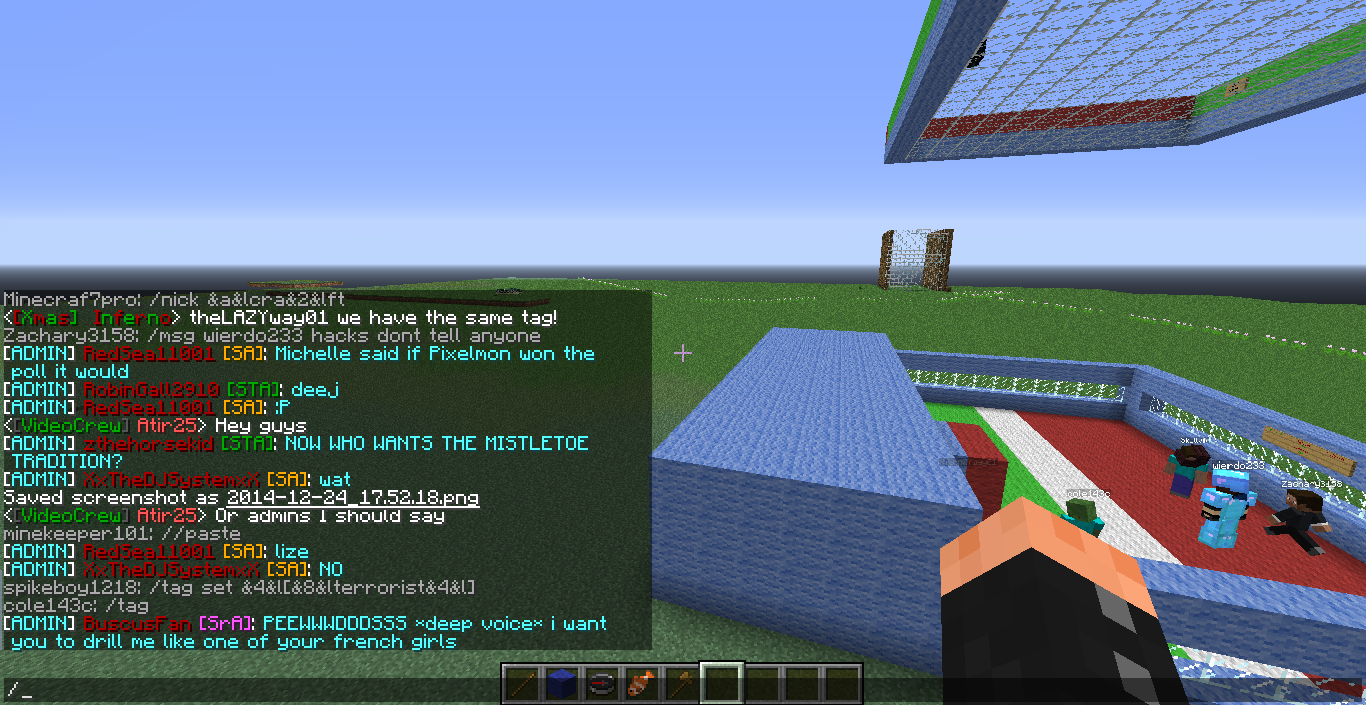 Minecraf7pro: /nick &a&lcra&2&lft
<[Xmas] Inferno> theLAZYway01 we have the same tag!
Zachary3158: /msg wierdo233 hacks dont tell anyone
[ADMIN] RedSea11001 [SA]: Michelle said if Pixelmon won the
poll it would
[ADMIN] RobinGall2910 [STA]: deej
[ADMIN] RedSea11001 [SA]: :P
<[VideoCrew] Atir25> Hey guys
[ADMIN] zthehorsekid [STA]: NOW WHO WANTS THE MISTLETOE
TRADITION?
[ADMIN] XxTheDJSystemxX [SA]: wat
Saved screenshot as 2014-12-24_17.52.18.png
<[VideoCrew] Atir25> Or admins I should say
minekeeper101: //paste
[ADMIN] RedSea11001 [SA]: lize
[ADMIN] XxTheDJSystemxX [SA]: NO
spikeboy1218: /tag set &4&l[&8&lterrorist&4&l]
cole143c: /tag
[ADMIN] BuscusFan [SrA]: PEEWWWDDDSSS *deep voice* i want
you to drill me like one of your french girls
/_
wierdo233
Zachary3158
cole143c